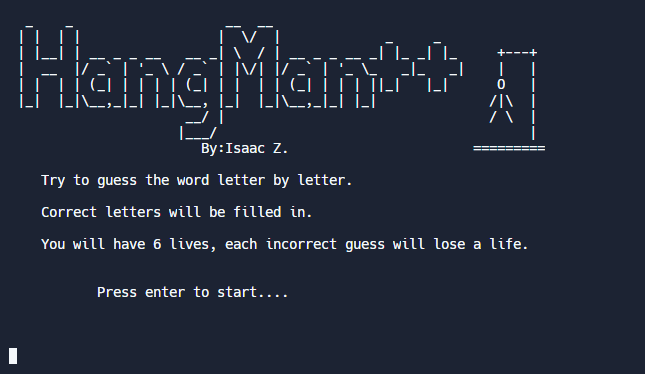 HangMan++
By:Isaac Z.
Try to guess the word letter by letter.
Correct letters will be filled in.
You will have 6 lives, each incorrect guess will lose a life.
Press enter to start....